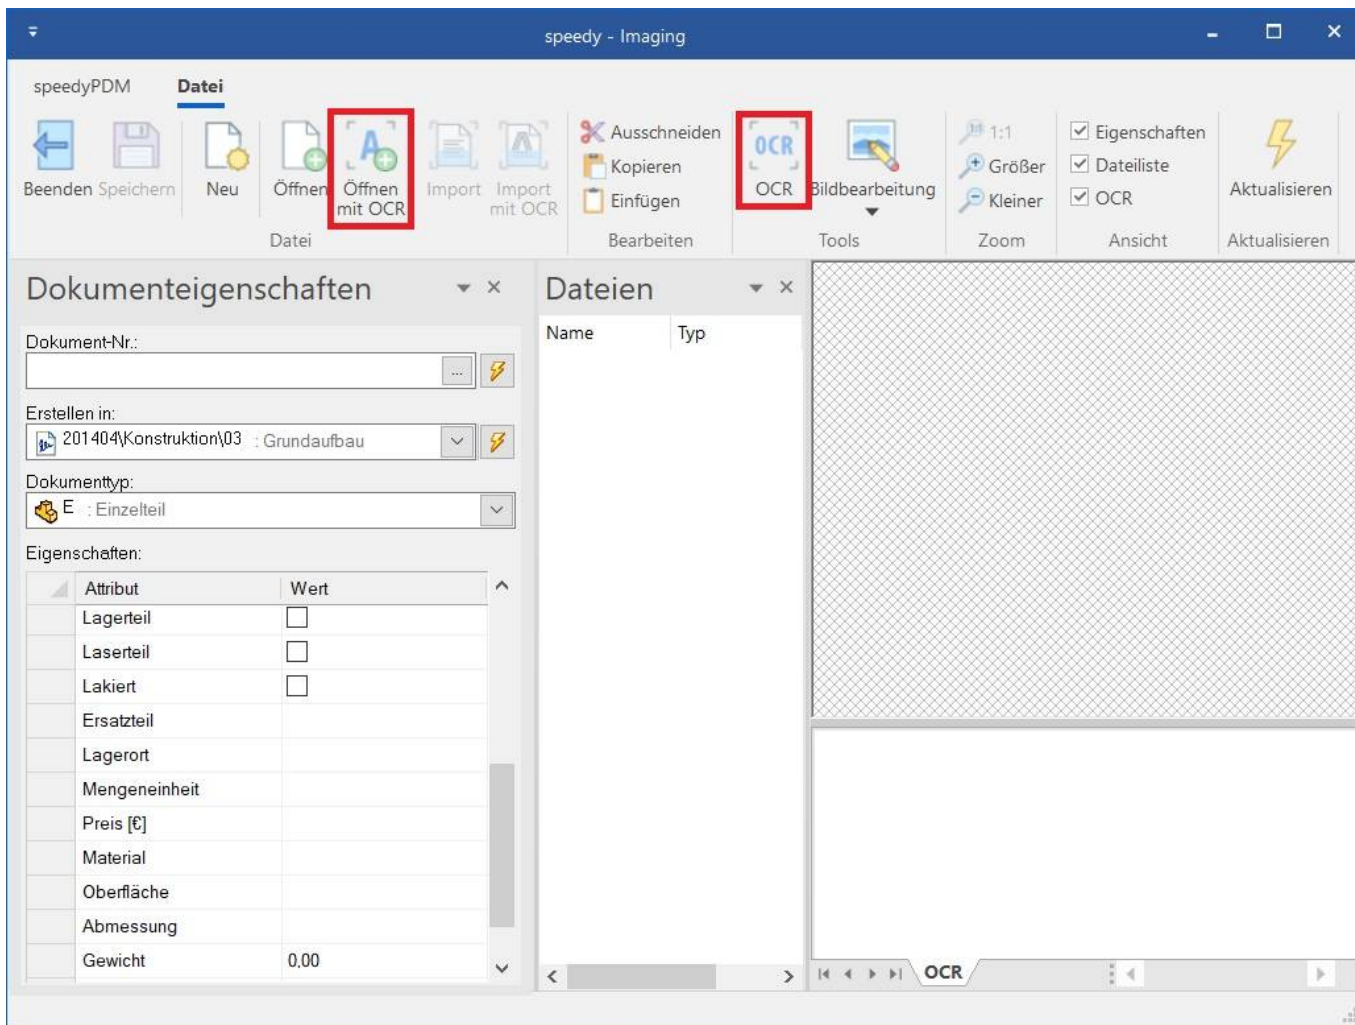 speedy - Imaging
speedyPDM Datei
Beenden Speichern Neu Öffnen Öffnen mit OCR Import Import mit OCR
Datei
Ausschneiden
Kopieren
Einfügen
Bearbeiten
OCR
OCR Bildbearbeitung
Tools
1:1
Größer
Kleiner
Zoom
Eigenschaften
Dateiliste
OCR
Ansicht
Aktualisieren
Aktualisieren
Dokumenteigenschaften
Dokument-Nr.:
...
Erstellen in:
201404\Konstruktion\03 : Grundaufbau
Dokumenttyp:
E : Einzelteil
Eigenschaften:
Attribut Wert
Lagerteil
Laserteil
Lakiert
Ersatzteil
Lagerort
Mengeneinheit
Preis [€]
Material
Oberfläche
Abmessung
Gewicht 0,00
Dateien
Name Typ
OCR